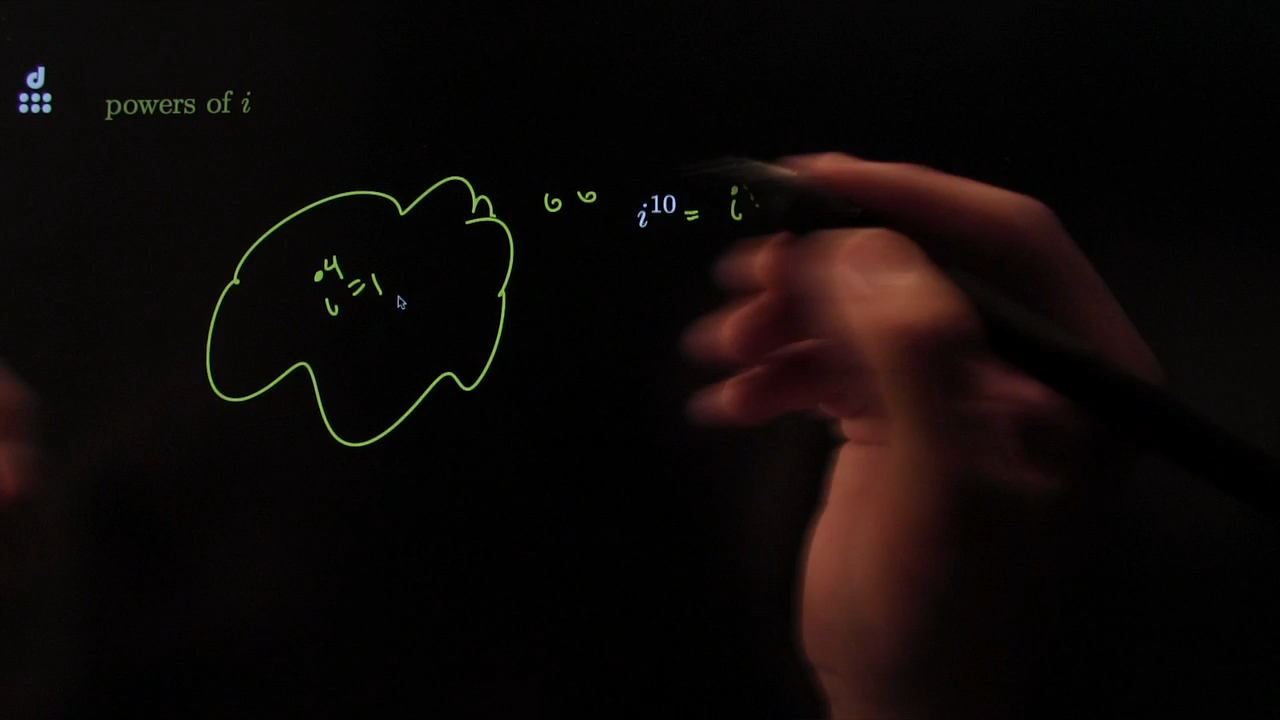 d
powers of i
i⁴=1
i¹⁰ = i